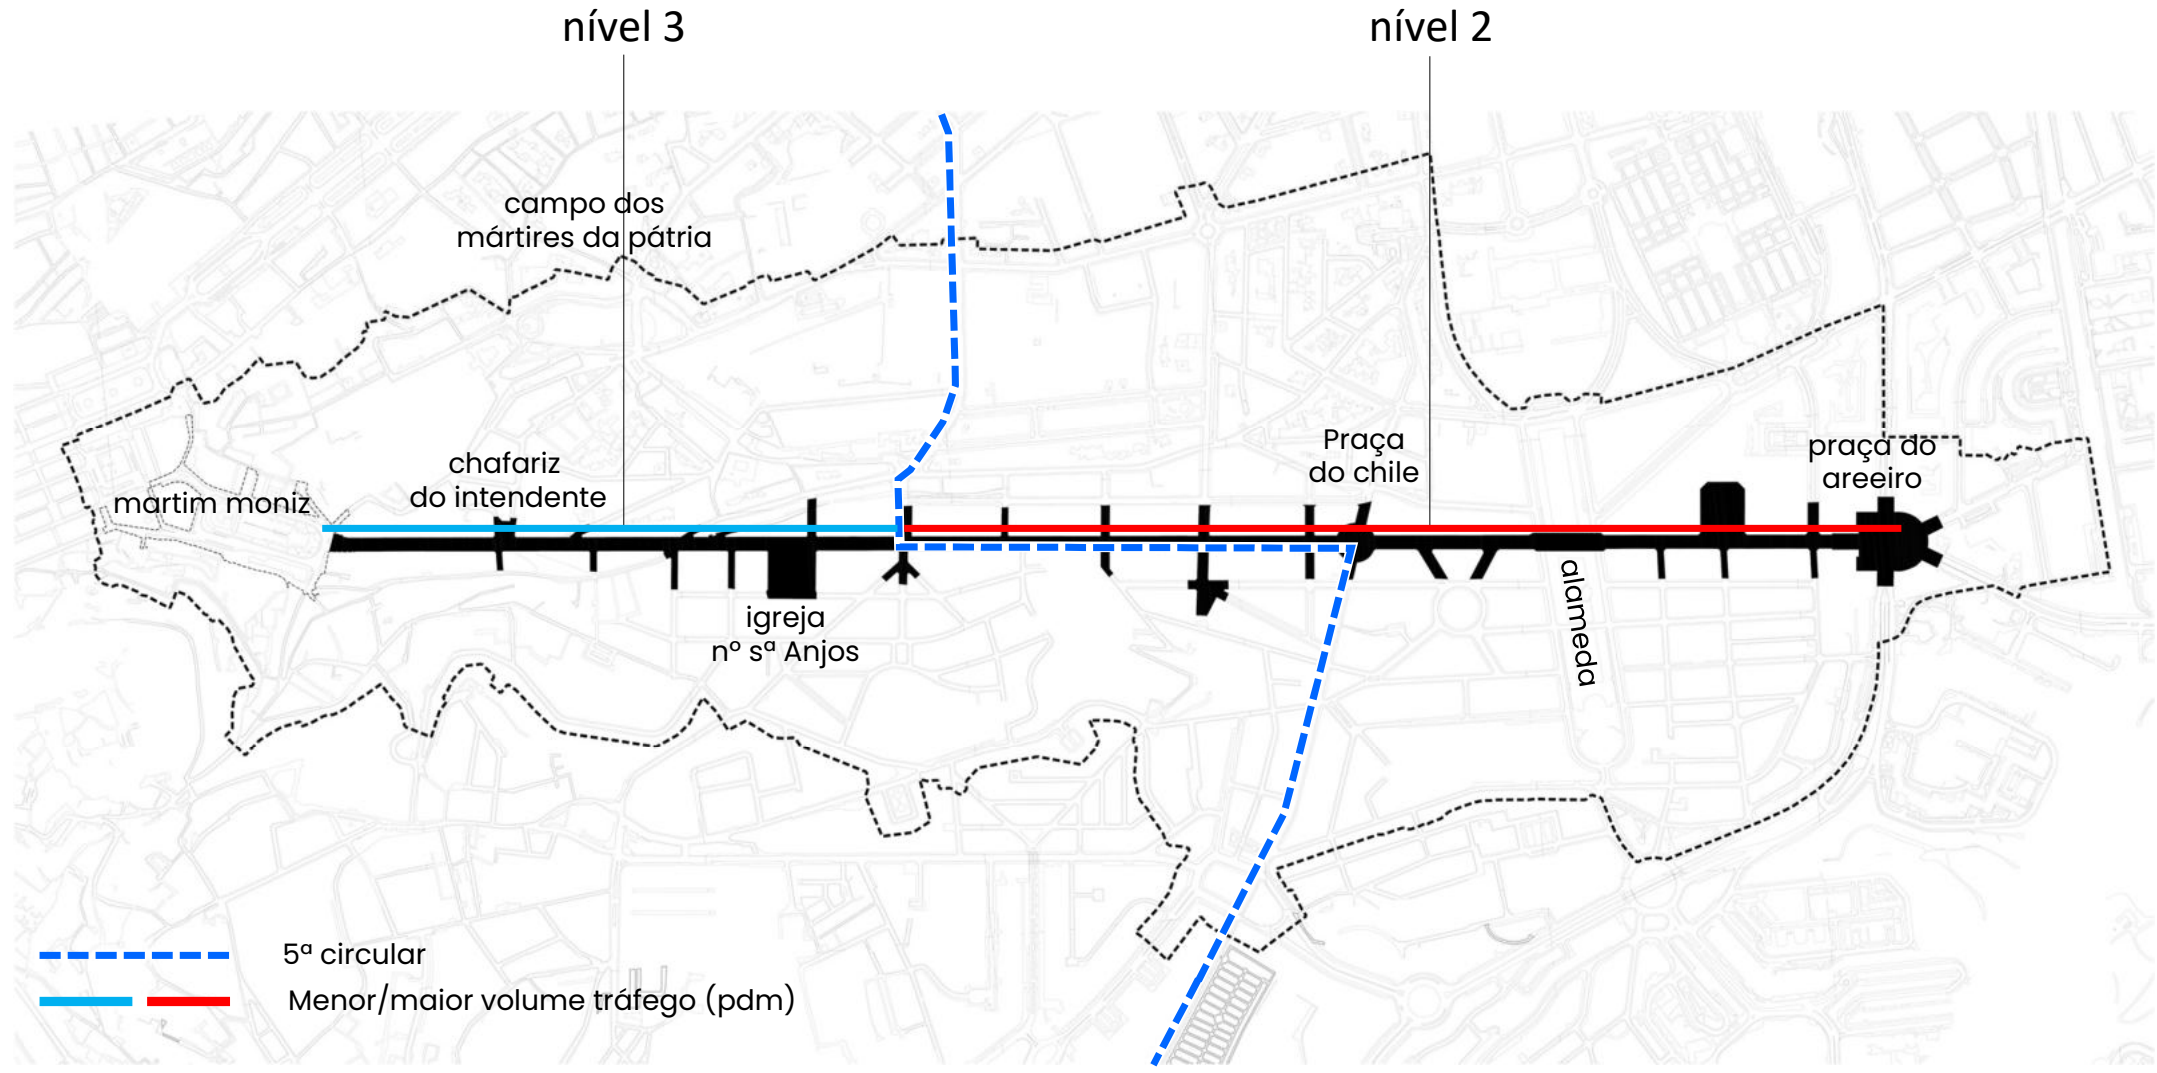 nível 3
nível 2
campo dos
mártires da pátria
chafariz
do intendente
martim moniz
Praça
do chile
praça do
areeiro
alameda
igreja
nº sª Anjos
5ª circular
Menor/maior volume tráfego (pdm)